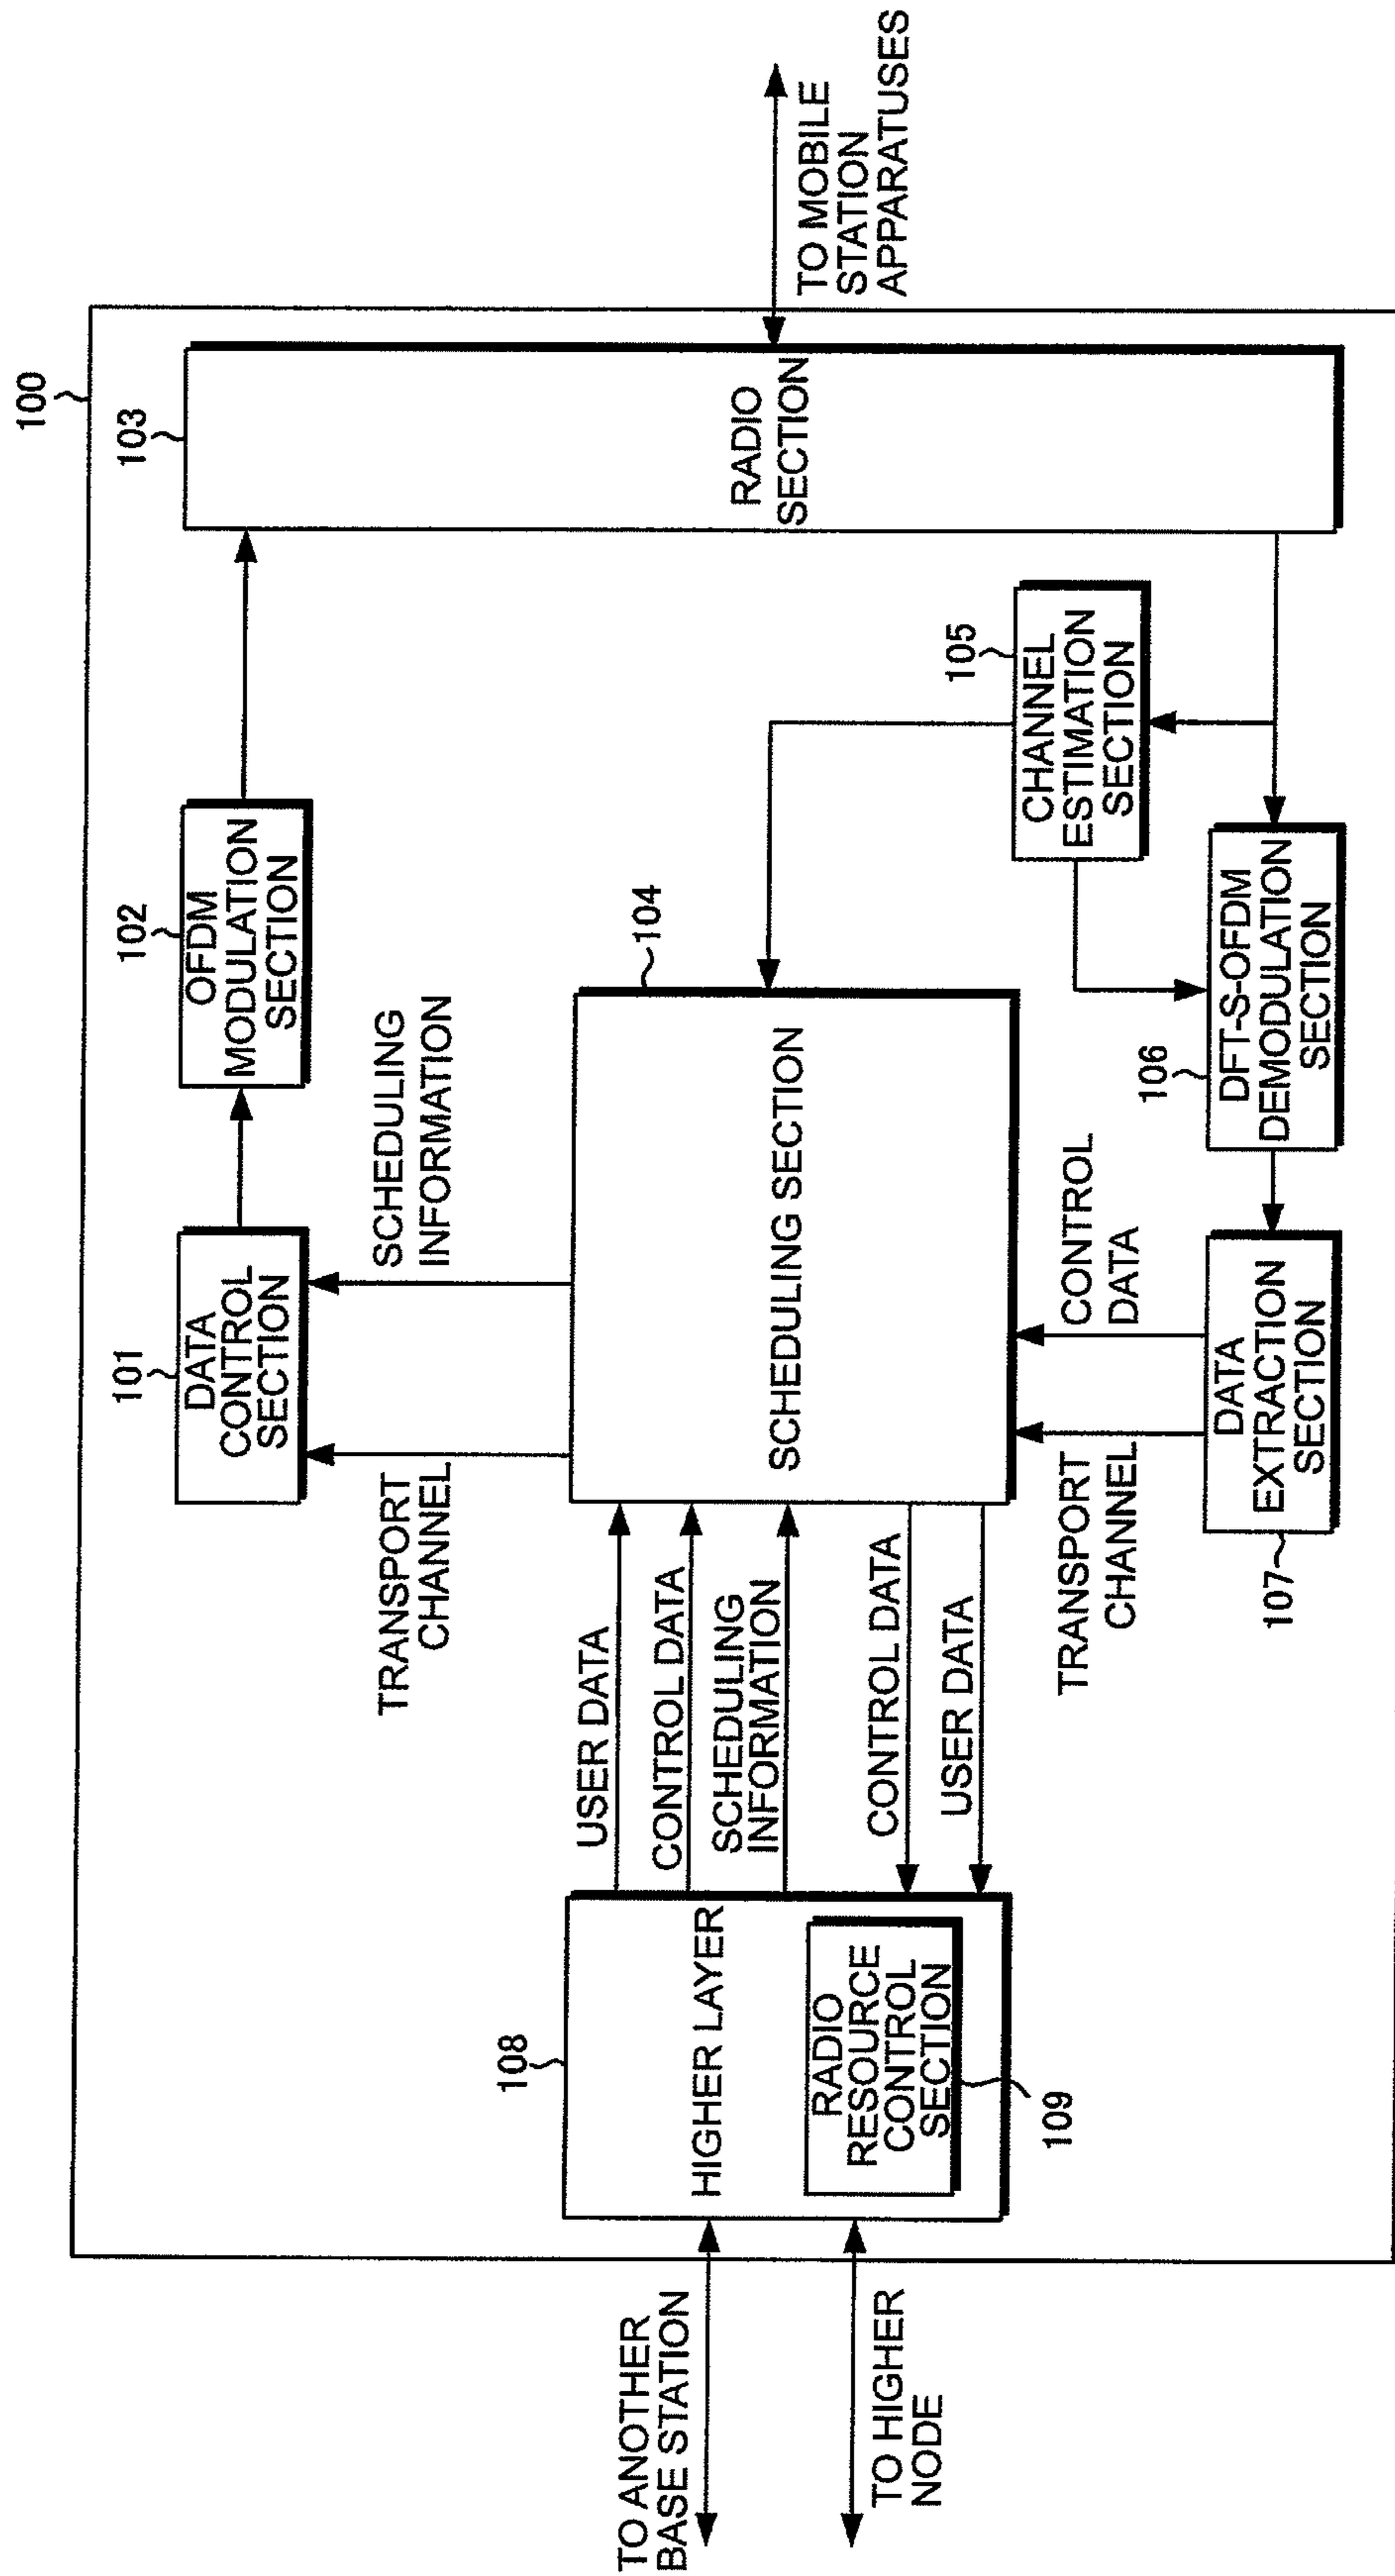 100
103
RADIO
SECTION
TO MOBILE
STATION
APPARATUSES
102
OFDM
MODULATION
SECTION
101
DATA
CONTROL
SECTION
TRANSPORT
CHANNEL
SCHEDULING
INFORMATION
104
SCHEDULING SECTION
105
CHANNEL
ESTIMATION
SECTION
106
DFT-S-OFDM
DEMODULATION
SECTION
107
DATA
EXTRACTION
SECTION
TRANSPORT
CHANNEL
CONTROL
DATA
USER DATA
CONTROL DATA
SCHEDULING
INFORMATION
CONTROL DATA
USER DATA
108
HIGHER LAYER
RADIO
RESOURCE
CONTROL
SECTION
109
TO ANOTHER
BASE STATION
TO HIGHER
NODE